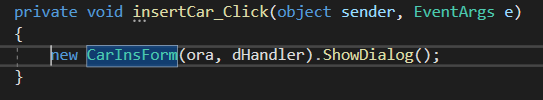 private void insertCar_Click(object sender, EventArgs e)
{
new CarInsForm(ora, dHandler).ShowDialog();
}